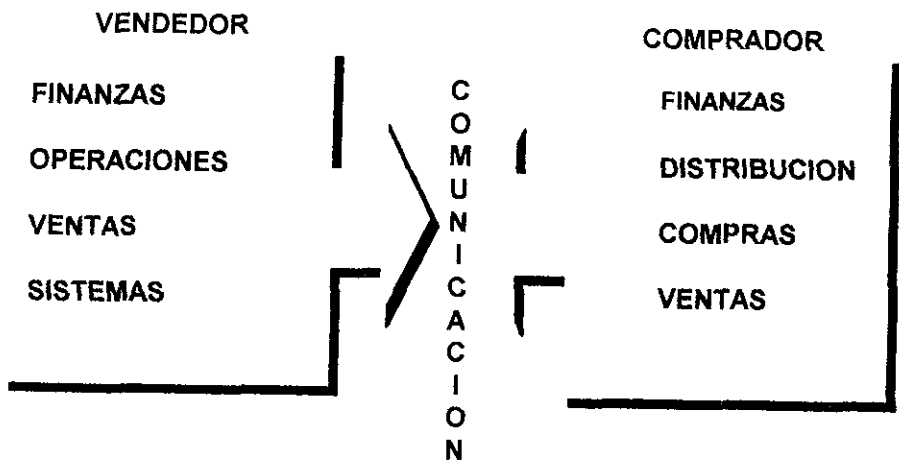 VENDEDOR
FINANZAS
OPERACIONES
VENTAS
SISTEMAS
COMUNICACION
COMPRADOR
FINANZAS
DISTRIBUCION
COMPRAS
VENTAS